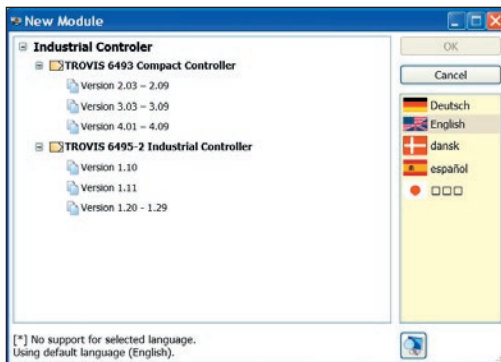 New Module
Industrial Controler
TROVIS 6493 Compact Controller
Version 2.03 – 2.09
Version 3.03 – 3.09
Version 4.01 – 4.09
TROVIS 6495-2 Industrial Controller
Version 1.10
Version 1.11
Version 1.20 - 1.29
OK
Cancel
Deutsch
English
dansk
español
□□□
[*] No support for selected language.
Using default language (English).